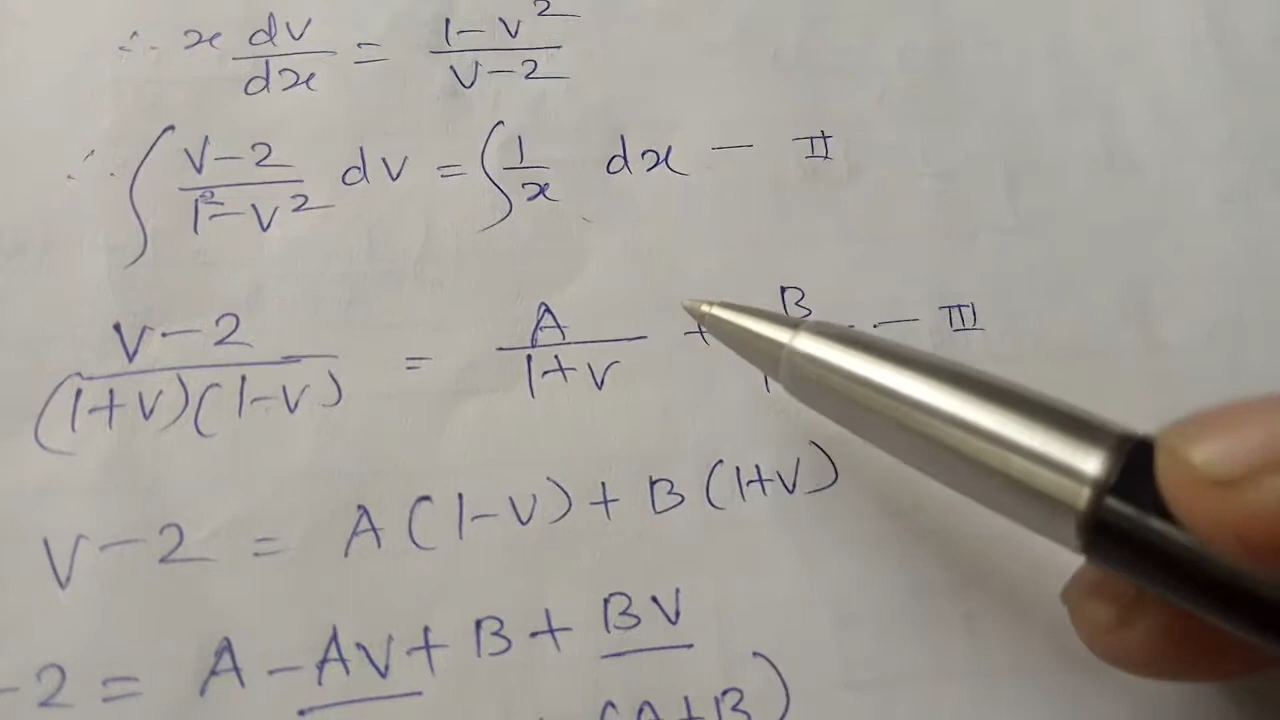 ∴ x dv/dx = (1-v²)/(v-2)
∴ ∫ (v-2)/(1²-v²) dv = ∫ 1/x dx - II
(v-2)/((1+v)(1-v)) = A/(1+v) + B - III
v-2 = A(1-v) + B(1+v)
-2 = A - Av + B + Bv
(A+B)